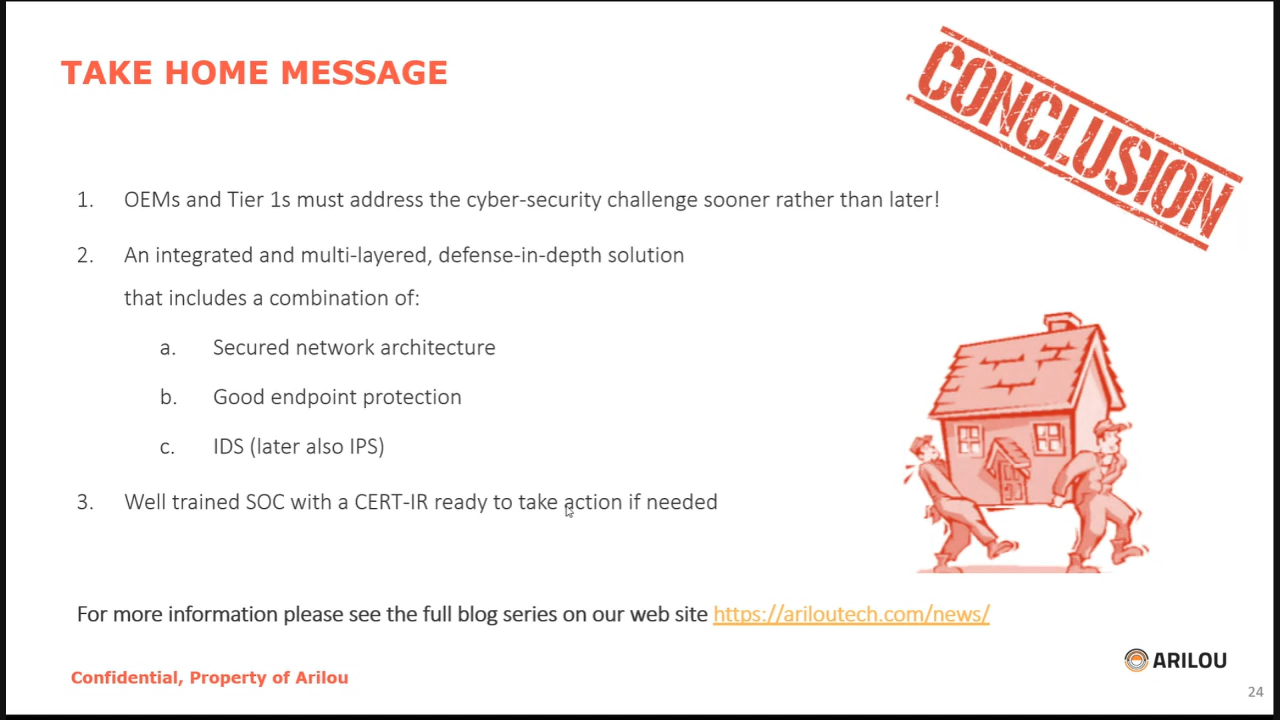 TAKE HOME MESSAGE
CONCLUSION
1. OEMs and Tier 1s must address the cyber-security challenge sooner rather than later!
2. An integrated and multi-layered, defense-in-depth solution
that includes a combination of:
a. Secured network architecture
b. Good endpoint protection
c. IDS (later also IPS)
3. Well trained SOC with a CERT-IR ready to take action if needed
For more information please see the full blog series on our web site https://ariloutech.com/news/
ARILOU
Confidential, Property of Arilou
24